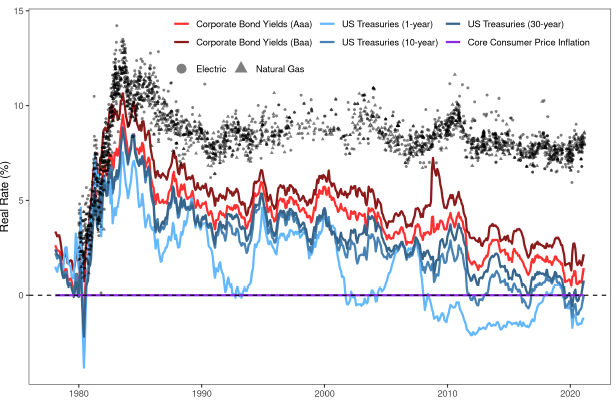 Corporate Bond Yields (Aaa) US Treasuries (1-year) US Treasuries (30-year)
Corporate Bond Yields (Baa) US Treasuries (10-year) Core Consumer Price Inflation
Electric Natural Gas
Real Rate (%)
15
10
5
0
1980 1990 2000 2010 2020